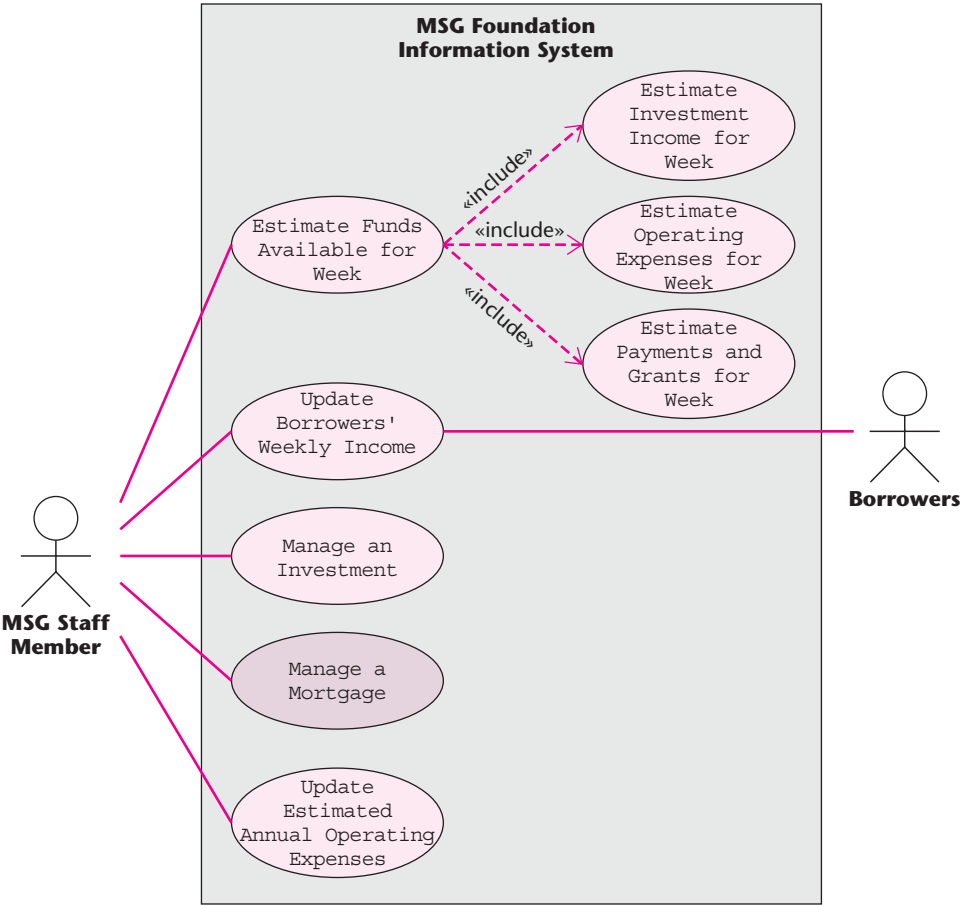 MSG Foundation
Information System
Estimate
Investment
Income for
Week
«include»
Estimate Funds
Available for
Week
«include»
Estimate
Operating
Expenses for
Week
«include»
Estimate
Payments and
Grants for
Week
Update
Borrowers'
Weekly Income
Borrowers
Manage an
Investment
MSG Staff
Member
Manage a
Mortgage
Update
Estimated
Annual Operating
Expenses